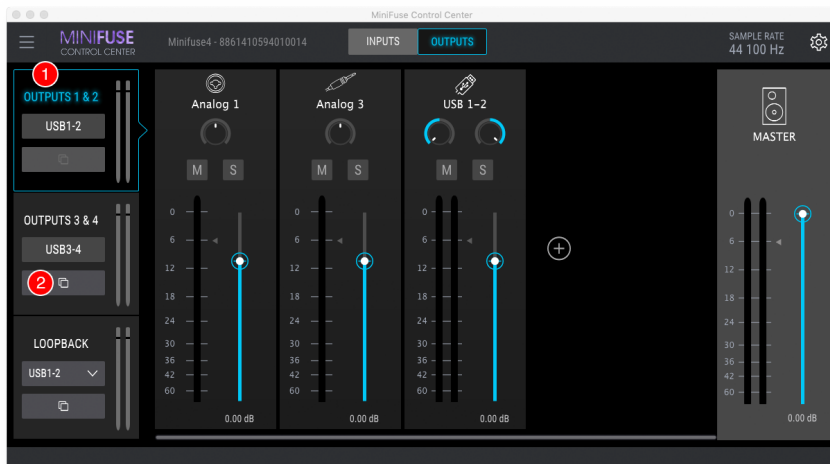 MiniFuse Control Center
MINIFUSE
CONTROL CENTER
Minifuse4 - 8861410594010014
INPUTS
OUTPUTS
SAMPLE RATE
44 100 Hz
1
OUTPUTS 1 & 2
USB1-2
OUTPUTS 3 & 4
USB3-4
2
LOOPBACK
USB1-2
Analog 1
M S
0
6
12
18
24
30
36
42
60
0.00 dB
Analog 3
M S
0
6
12
18
24
30
36
42
60
0.00 dB
USB 1-2
M S
0
6
12
18
24
30
36
42
60
0.00 dB
MASTER
0
6
12
18
24
30
36
42
60
0.00 dB